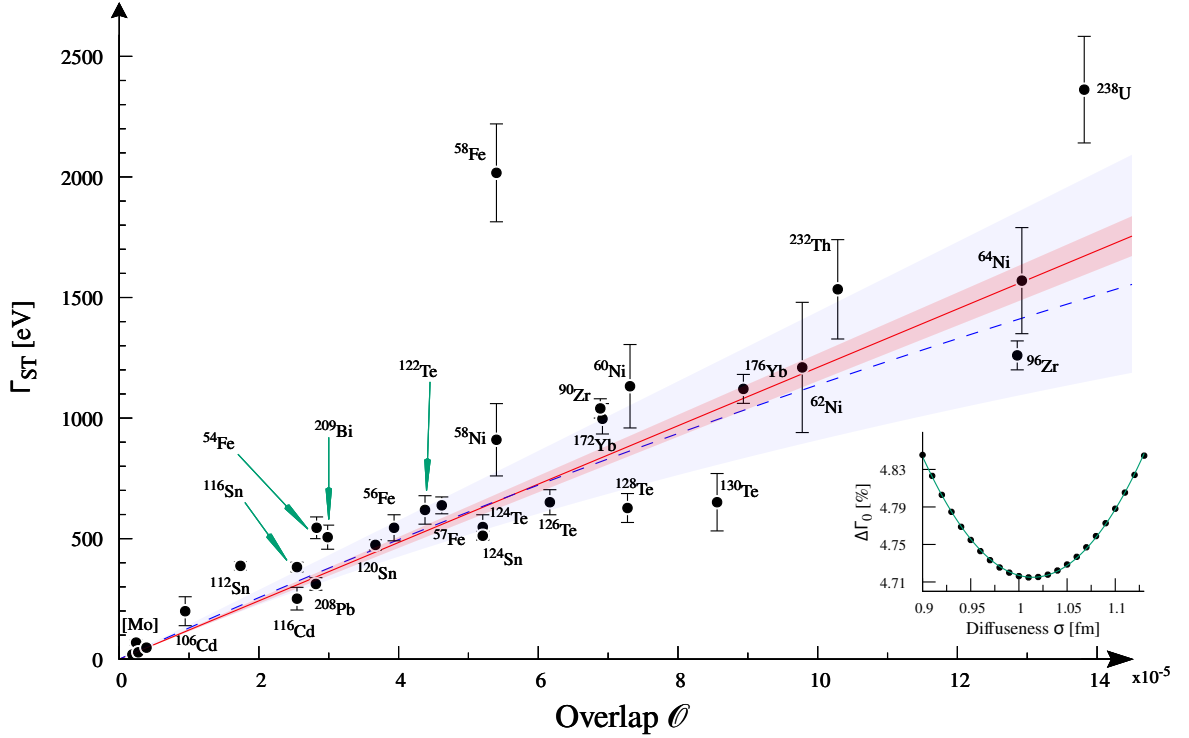 2500
2000
1500
1000
500
0
Γ_ST [eV]
²³⁸U
⁵⁸Fe
²³²Th
⁶⁴Ni
¹²²Te
⁶⁰Ni
¹⁷⁶Yb
⁹⁶Zr
⁹⁰Zr
⁶²Ni
²⁰⁹Bi
⁵⁴Fe
⁵⁸Ni
¹⁷²Yb
¹¹⁶Sn
⁵⁶Fe
¹²⁸Te
¹³⁰Te
¹²⁴Te
¹²⁶Te
⁵⁷Fe
¹²⁴Sn
¹¹²Sn
¹²⁰Sn
²⁰⁸Pb
[Mo]
¹¹⁶Cd
¹⁰⁶Cd
4.83
4.79
4.75
4.71
ΔΓ₀ [%]
0.9 0.95 1 1.05 1.1
Diffuseness σ [fm]
0 2 4 6 8 10 12 14 x10⁻⁵
Overlap 𝒪